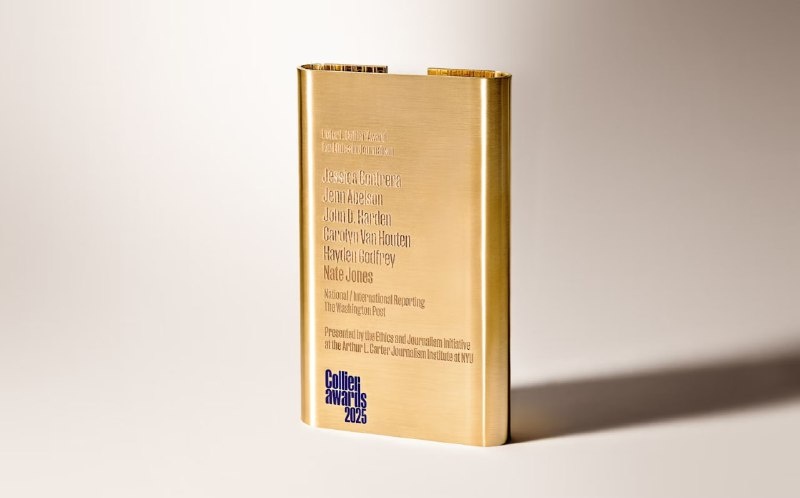 Award
Jessica Contrera
Jenn Abelson
John D. Harden
Carolyn Van Houten
Hayden Godfrey
Nate Jones
National / International Reporting
The Washington Post
Presented by the Ethics and Journalism Initiative
at the Arthur L. Carter Journalism Institute at NYU
Collier
awards
2025